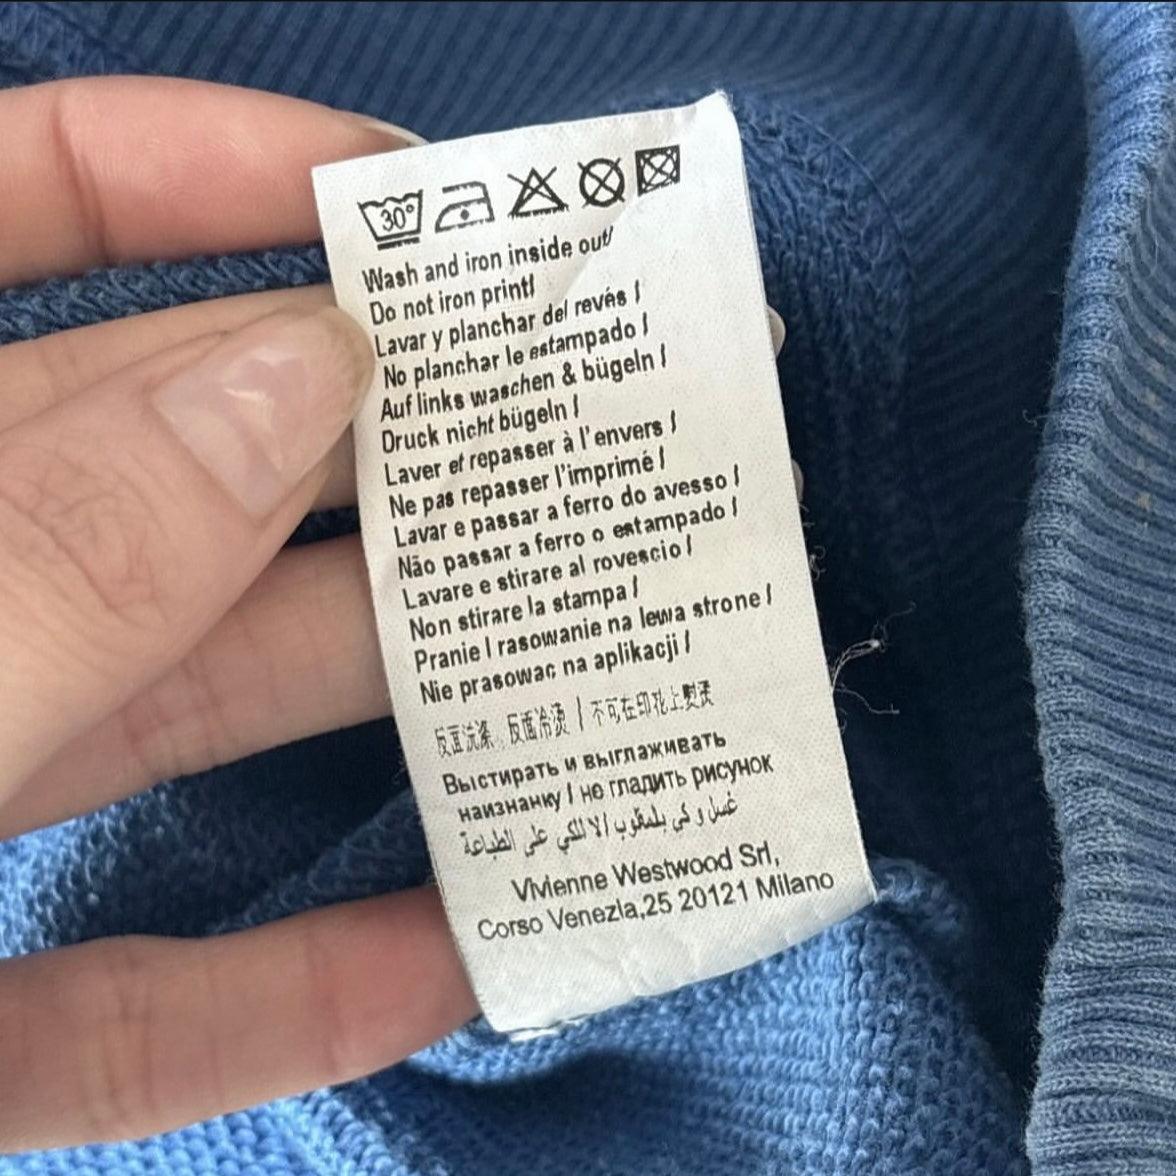 30°
Wash and iron inside out!
Do not iron print!
Lavar y planchar del revés !
No planchar le estampado !
Auf links waschen & bügeln !
Druck nicht bügeln !
Laver et repasser à l'envers !
Ne pas repasser l'imprimé !
Lavar e passar a ferro do avesso !
Não passar a ferro o estampado !
Lavare e stirare al rovescio !
Non stirare la stampa !
Pranie I rasowanie na lewa strone !
Nie prasowac na aplikacji !
反面洗涤、反面冷烫 / 不可在印花上熨烫
Выстирать и выглаживать
наизнанку / не гладить рисунок
غسل و كي بلمقلوب / لا للكي على الطباعة
Vivienne Westwood Srl,
Corso Venezia,25 20121 Milano